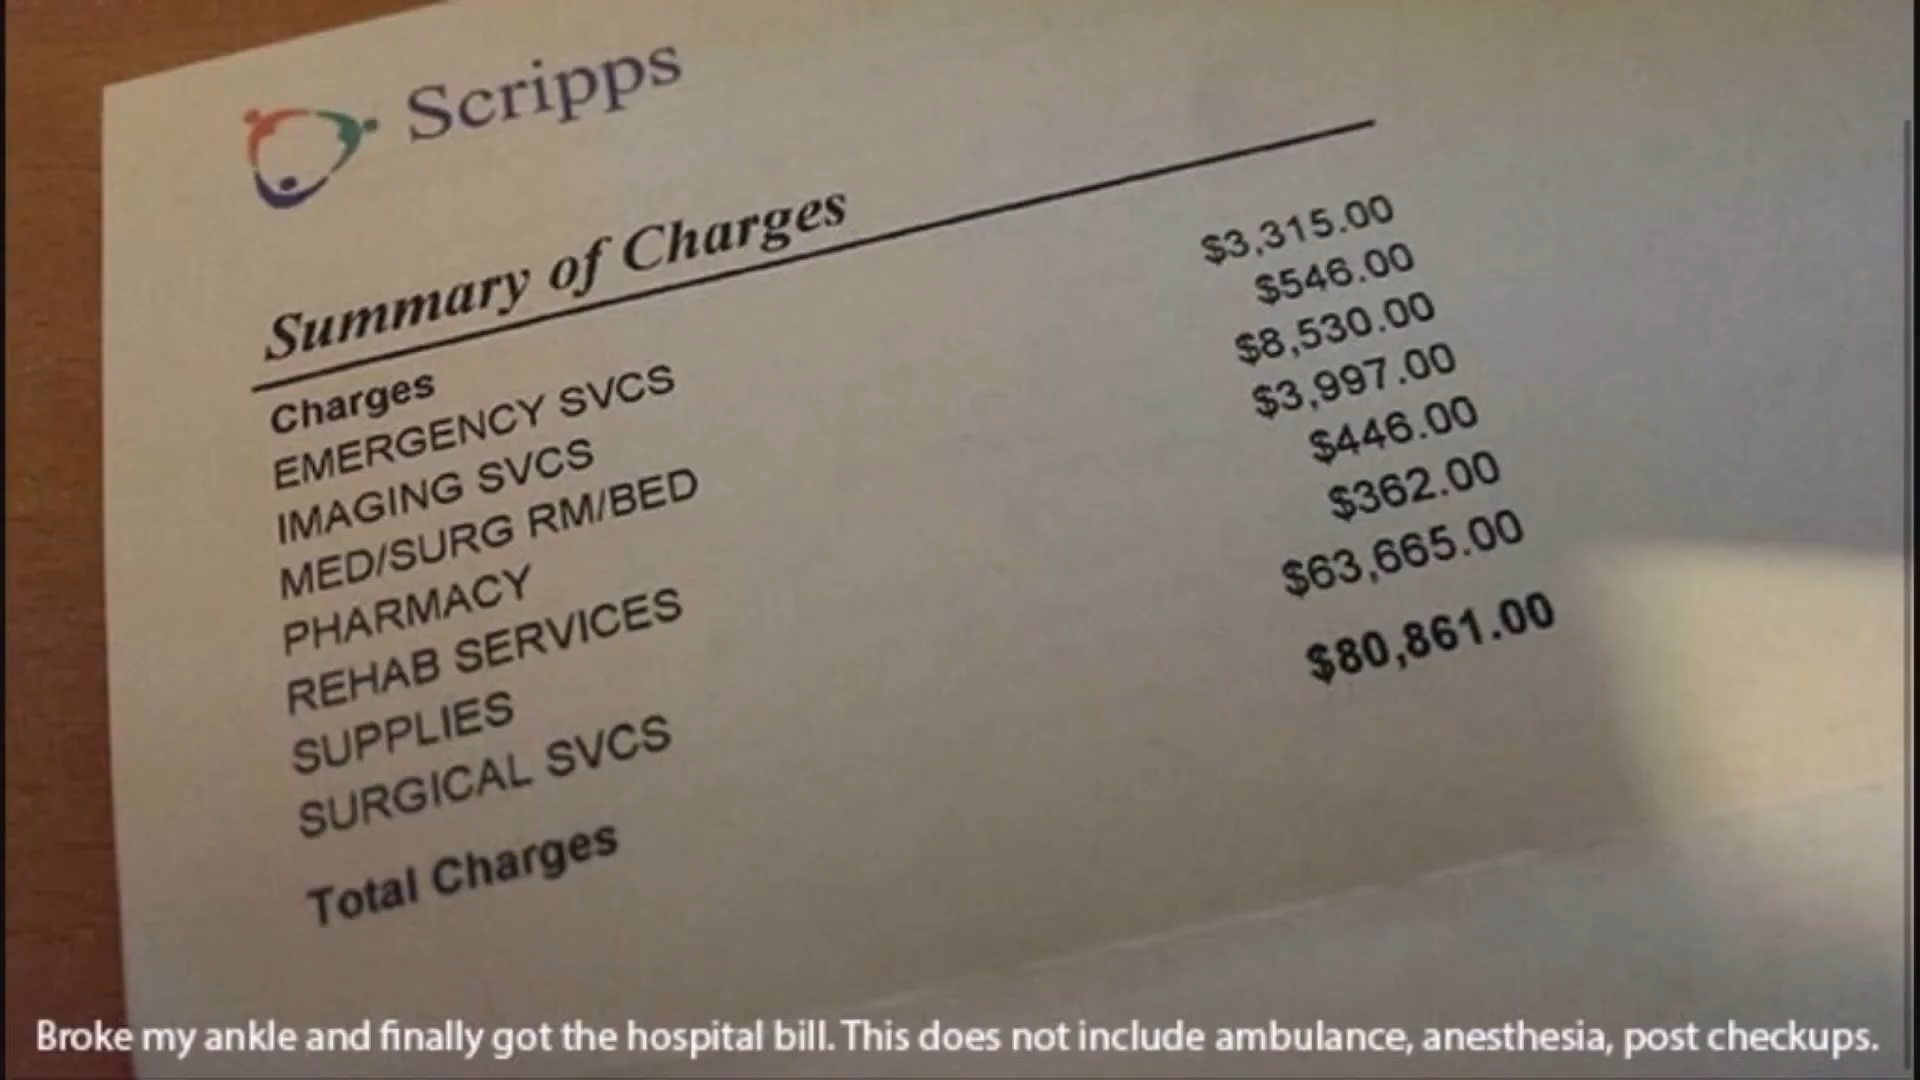 Scripps
Summary of Charges
Charges
EMERGENCY SVCS $3,315.00
IMAGING SVCS $546.00
MED/SURG RM/BED $8,530.00
PHARMACY $3,997.00
REHAB SERVICES $446.00
SUPPLIES $362.00
SURGICAL SVCS $63,665.00
Total Charges $80,861.00
Broke my ankle and finally got the hospital bill. This does not include ambulance, anesthesia, post checkups.